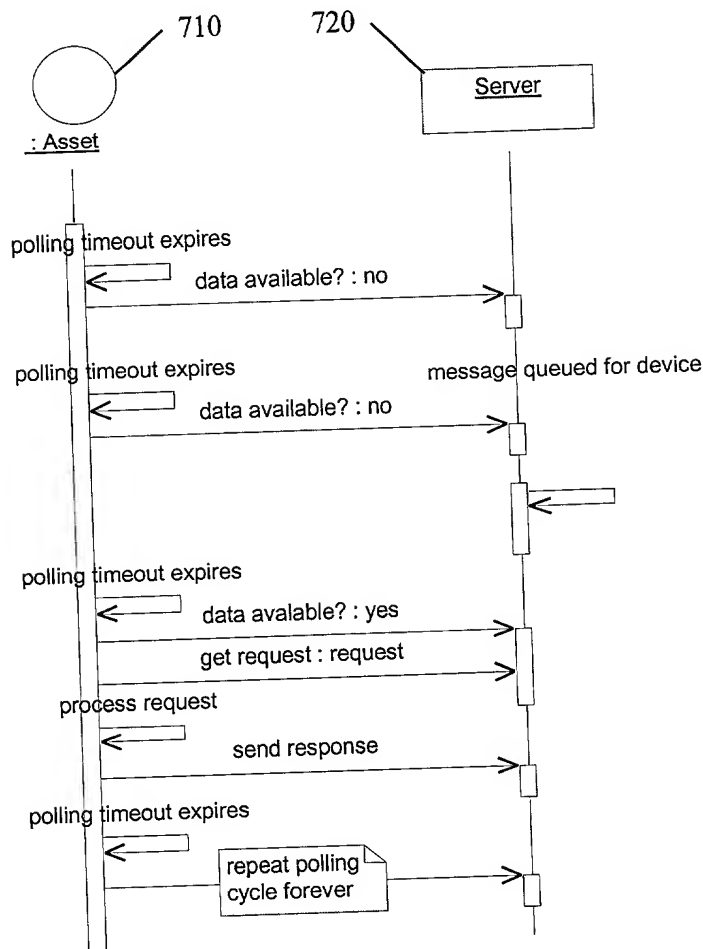 710
720
Server
: Asset
polling timeout expires
data available? : no
polling timeout expires
message queued for device
data available? : no
polling timeout expires
data avalable? : yes
get request : request
process request
send response
polling timeout expires
repeat polling
cycle forever